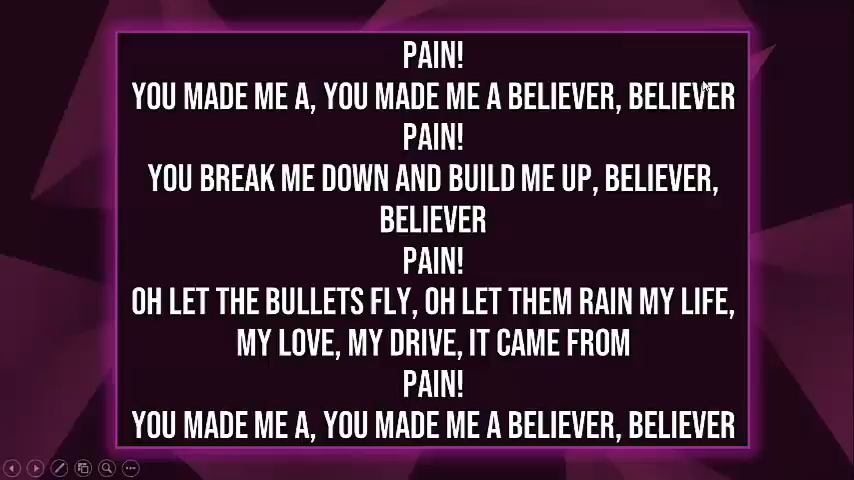 PAIN!
YOU MADE ME A, YOU MADE ME A BELIEVER, BELIEVER
PAIN!
YOU BREAK ME DOWN AND BUILD ME UP, BELIEVER,
BELIEVER
PAIN!
OH LET THE BULLETS FLY, OH LET THEM RAIN MY LIFE,
MY LOVE, MY DRIVE, IT CAME FROM
PAIN!
YOU MADE ME A, YOU MADE ME A BELIEVER, BELIEVER